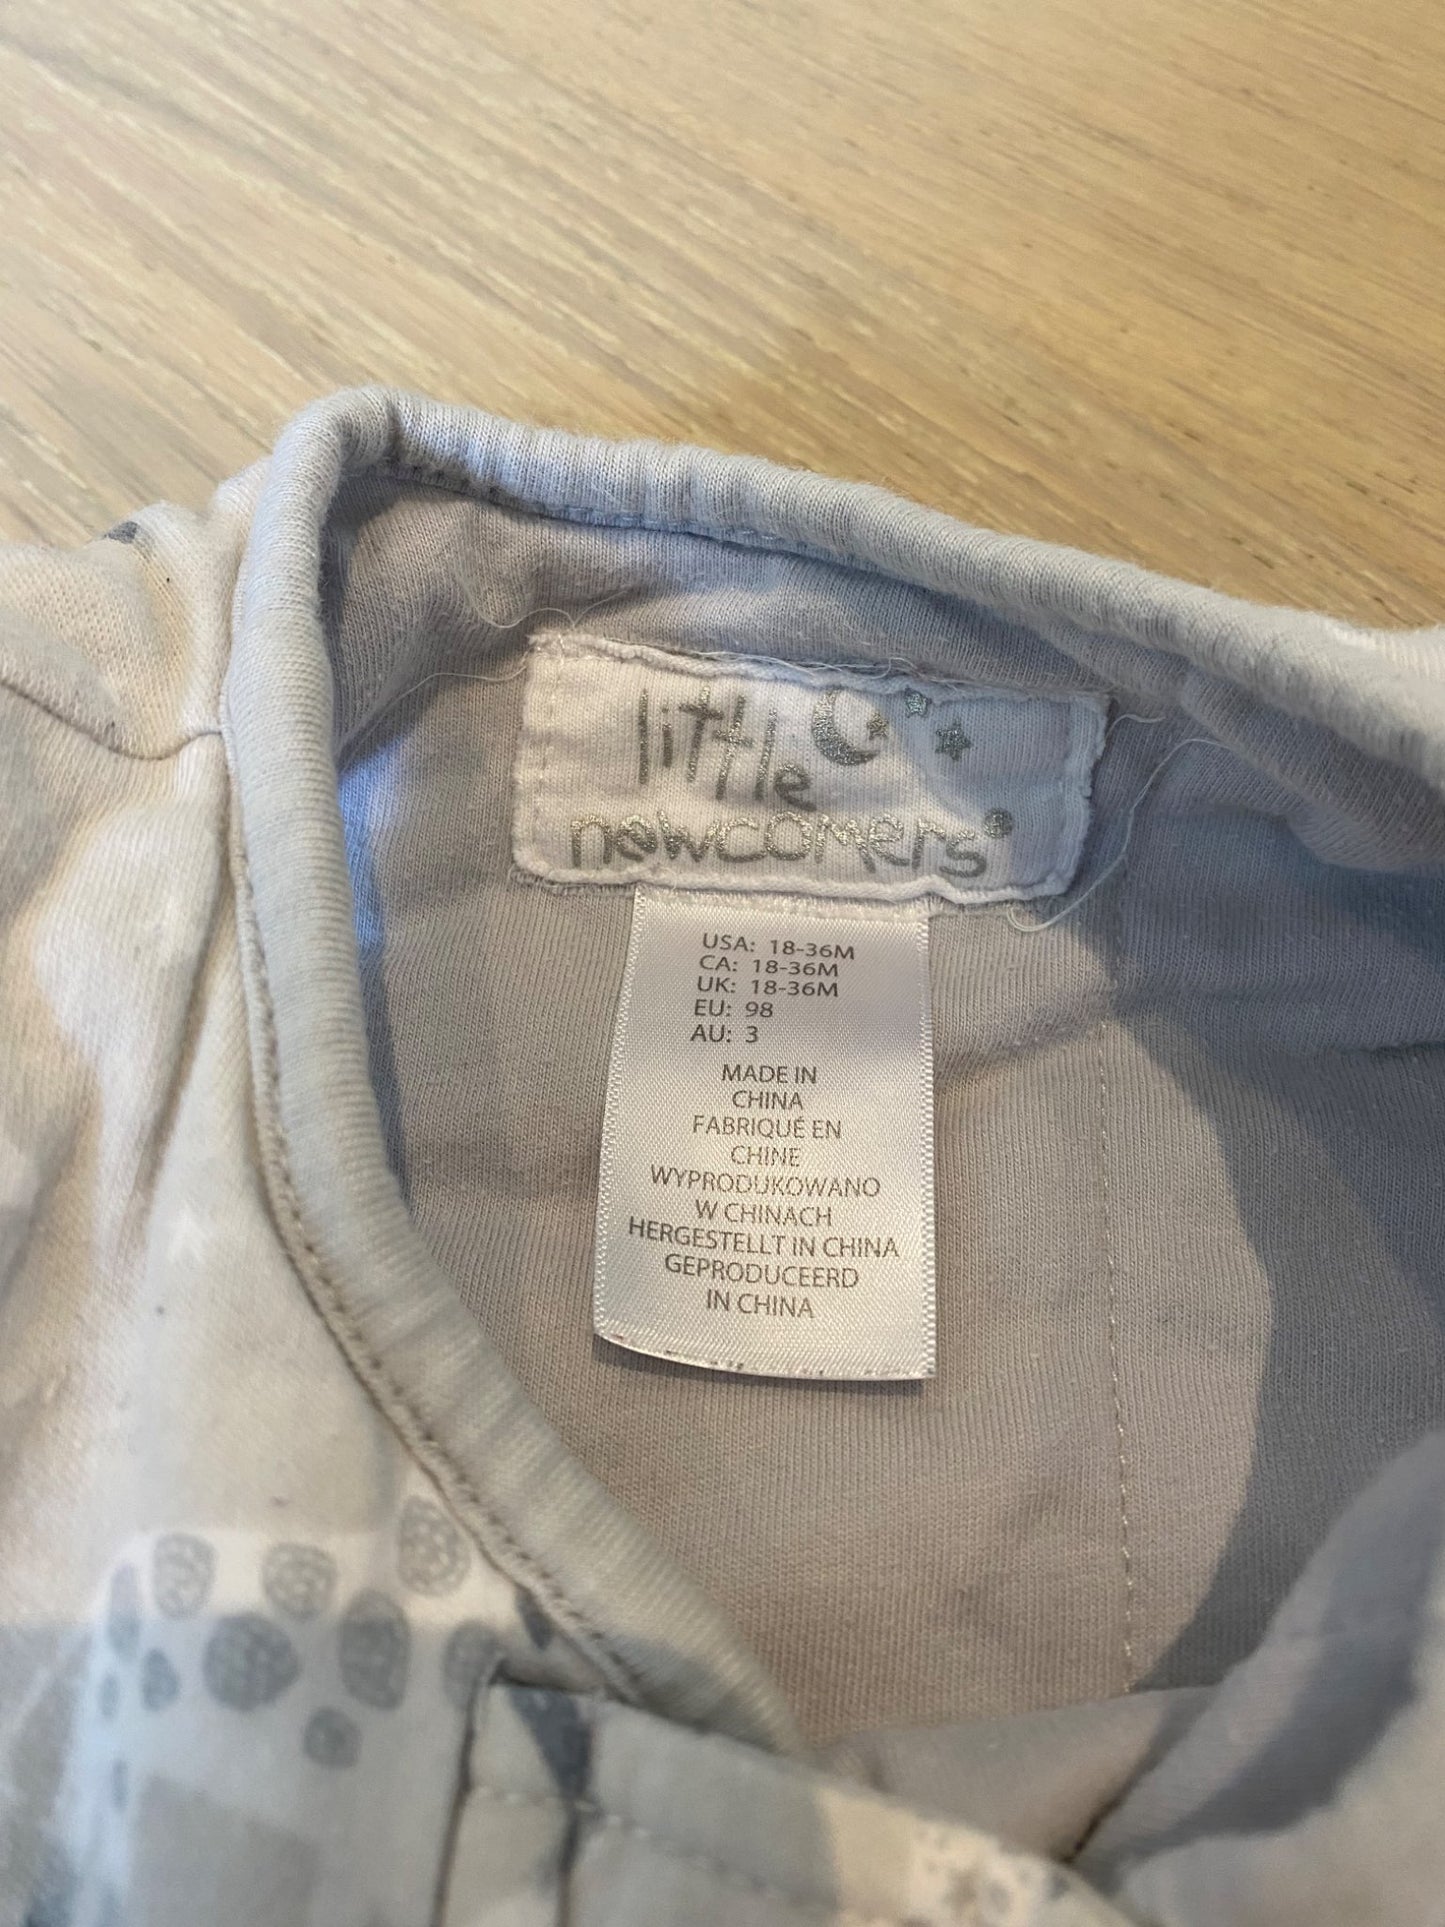 little
newcomers®
USA: 18-36M
CA: 18-36M
UK: 18-36M
EU: 98
AU: 3
MADE IN
CHINA
FABRIQUÉ EN
CHINE
WYPRODUKOWANO
W CHINACH
HERGESTELLT IN CHINA
GEPRODUCEERD
IN CHINA